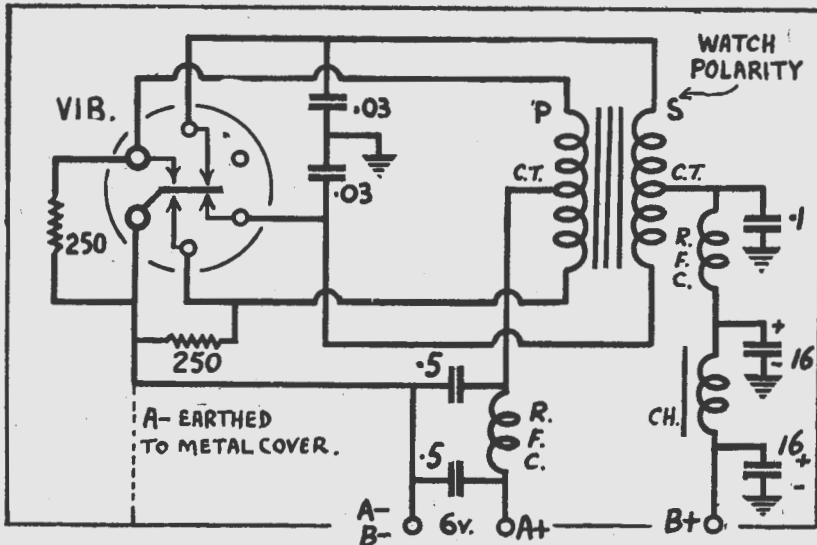 WATCH
POLARITY
VIB.
.03
'P
S
C.T.
C.T.
.03
.1
250
R.
F.
C.
+
- 16
250
.5
CH.
A- EARTHED
TO METAL COVER.
R.
F.
C.
16
+
-
.5
A-
B-
6v.
A+
B+